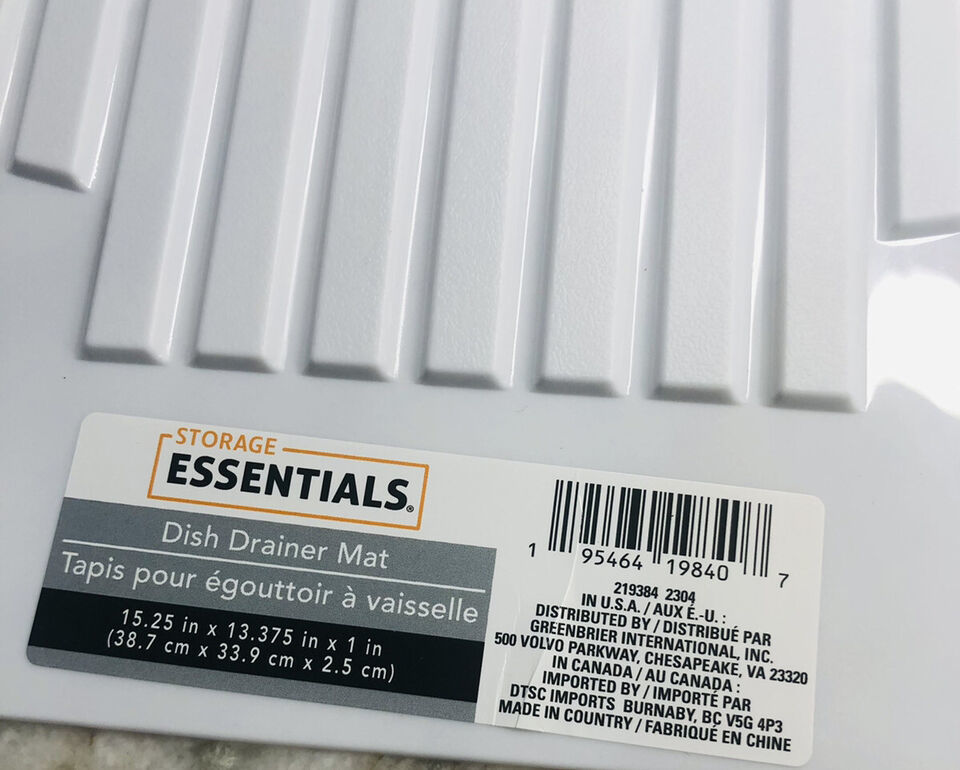 STORAGE
ESSENTIALS®
Dish Drainer Mat
Tapis pour égouttoir à vaisselle
15.25 in x 13.375 in x 1 in
(38.7 cm x 33.9 cm x 2.5 cm)
1 95464 19840 7
219384 2304
IN U.S.A. / AUX É.-U. :
DISTRIBUTED BY / DISTRIBUÉ PAR
GREENBRIER INTERNATIONAL, INC.
500 VOLVO PARKWAY, CHESAPEAKE, VA 23320
IN CANADA / AU CANADA :
IMPORTED BY / IMPORTÉ PAR
DTSC IMPORTS BURNABY, BC V5G 4P3
MADE IN COUNTRY / FABRIQUÉ EN CHINE